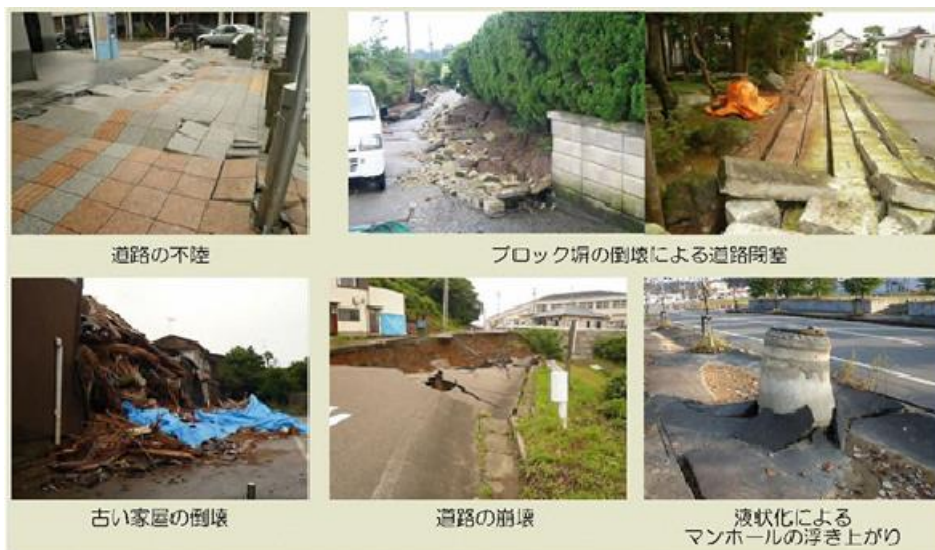 道路の不陸
ブロック塀の倒壊による道路閉塞
古い家屋の倒壊
道路の崩壊
液状化による
マンホールの浮き上がり